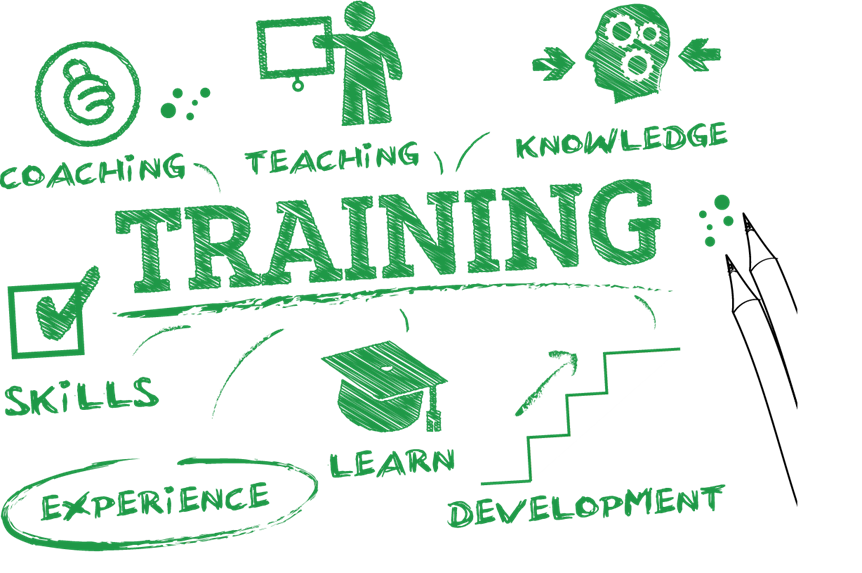 COACHING
TEACHING
KNOWLEDGE
TRAINING
SKILLS
LEARN
EXPERIENCE
DEVELOPMENT